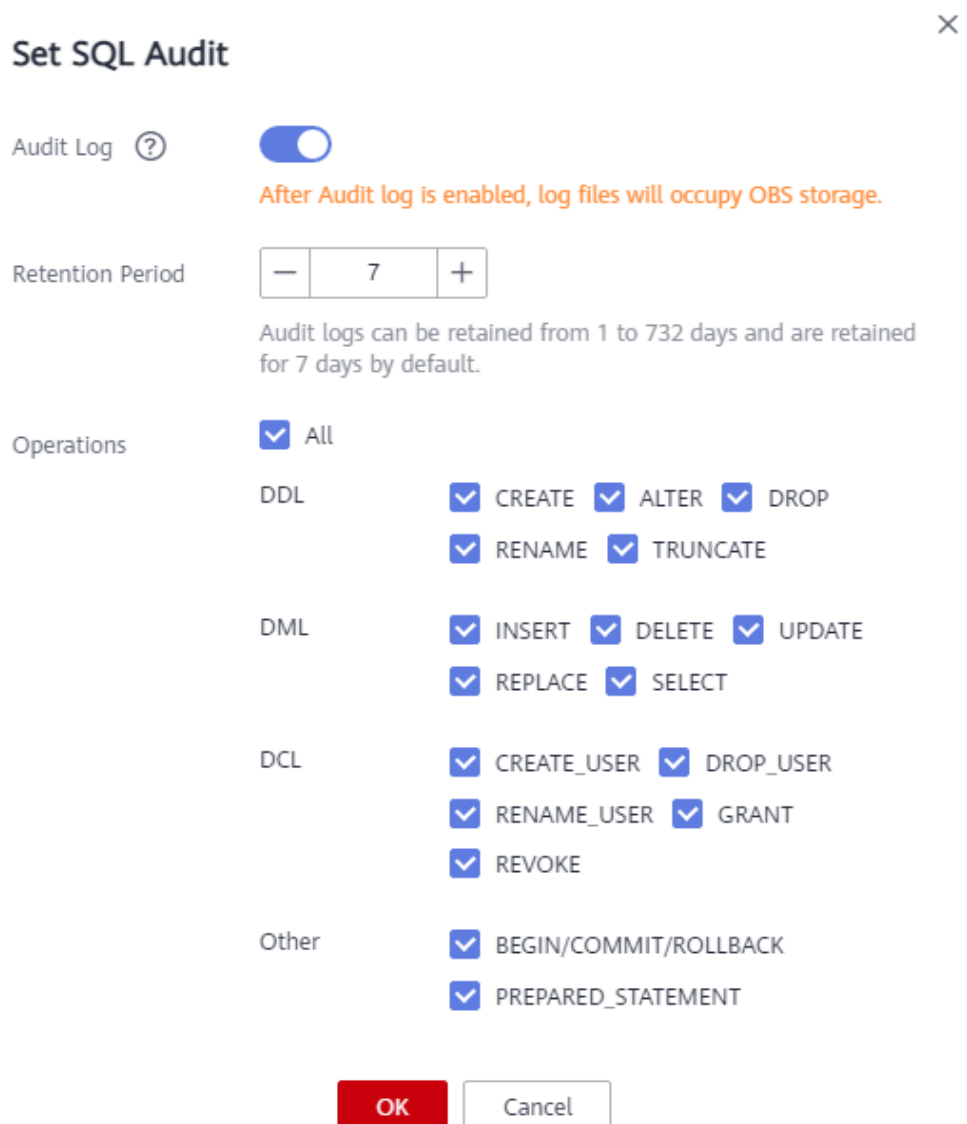 Set SQL Audit
Audit Log ?
After Audit log is enabled, log files will occupy OBS storage.
Retention Period — 7 +
Audit logs can be retained from 1 to 732 days and are retained
for 7 days by default.
Operations All
DDL CREATE ALTER DROP
RENAME TRUNCATE
DML INSERT DELETE UPDATE
REPLACE SELECT
DCL CREATE_USER DROP_USER
RENAME_USER GRANT
REVOKE
Other BEGIN/COMMIT/ROLLBACK
PREPARED_STATEMENT
OK Cancel